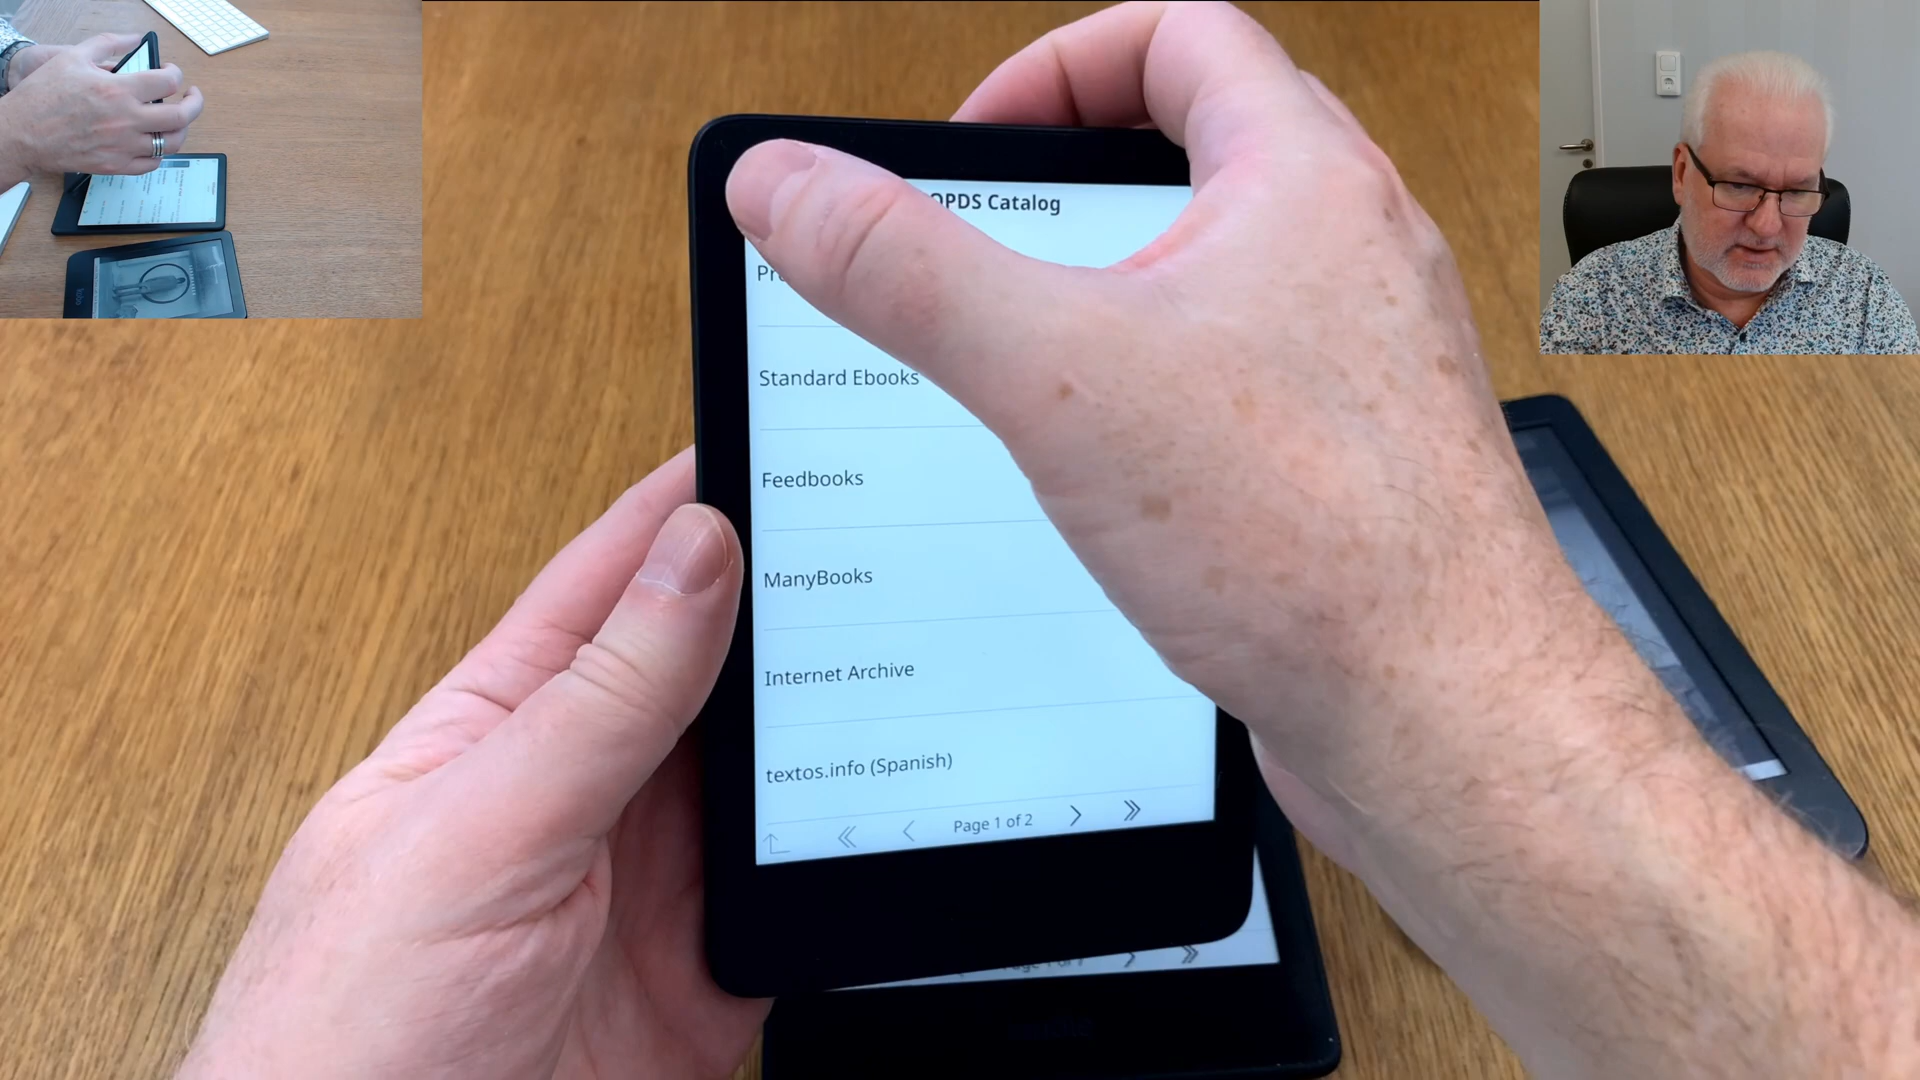 OPDS Catalog
Standard Ebooks
Feedbooks
ManyBooks
Internet Archive
textos.info (Spanish)
Page 1 of 2